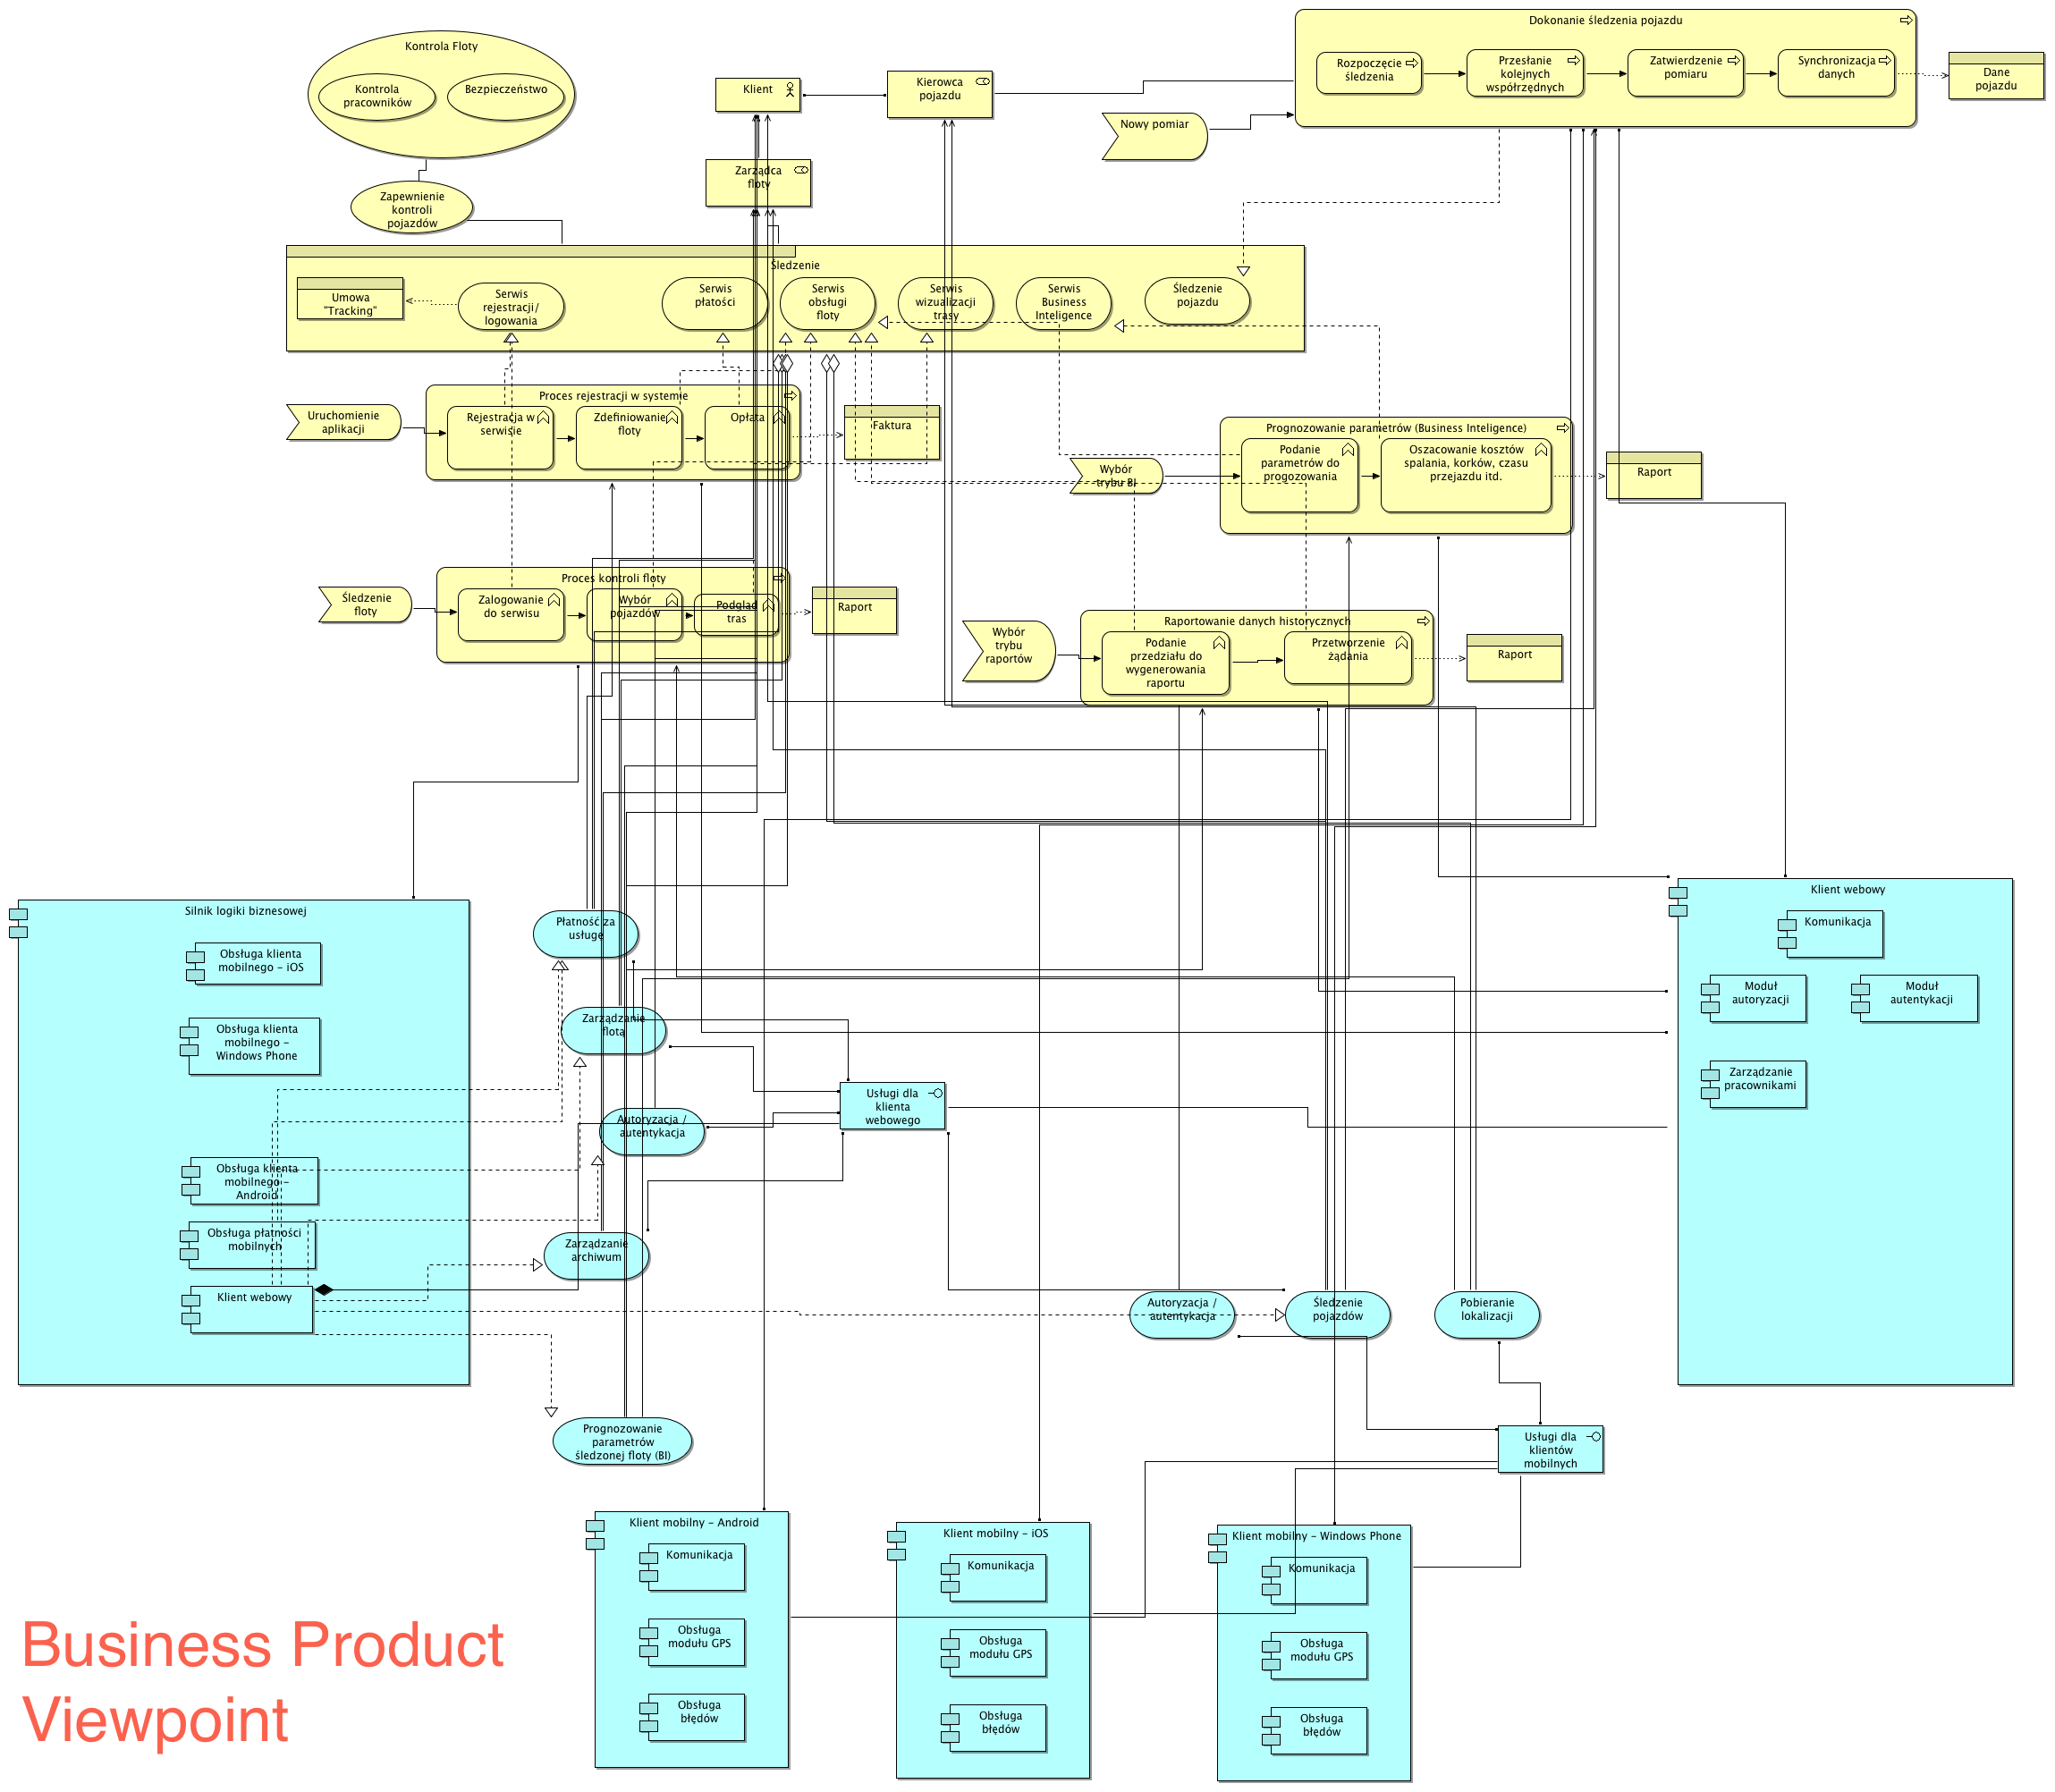 Dokonanie śledzenia pojazdu
Rozpoczęcie
śledzenia
Przesłanie
kolejnych
współrzędnych
Zatwierdzenie
pomiaru
Synchronizacja
danych
Dane
pojazdu
Kontrola Floty
Kontrola
pracowników
Bezpieczeństwo
Klient
Kierowca
pojazdu
Nowy pomiar
Zarządca
floty
Zapewnienie
kontroli
pojazdów
Śledzenie
Umowa
"Tracking"
Serwis
rejestracji/
logowania
Serwis
płatości
Serwis
obsługi
floty
Serwis
wizualizacji
trasy
Serwis
Business
Inteligence
Śledzenie
pojazdu
Uruchomienie
aplikacji
Proces rejestracji w systemie
Rejestracja w
serwisie
Zdefiniowanie
floty
Opłata
Faktura
Wybór
trybu BI
Prognozowanie parametrów (Business Inteligence)
Podanie
parametrów do
progozowania
Oszacowanie kosztów
spalania, korków, czasu
przejazdu itd.
Raport
Śledzenie
floty
Proces kontroli floty
Zalogowanie
do serwisu
Wybór
pojazdów
Podgląd
tras
Raport
Wybór
trybu
raportów
Raportowanie danych historycznych
Podanie
przedziału do
wygenerowania
raportu
Przetworzenie
żądania
Raport
Silnik logiki biznesowej
Obsługa klienta
mobilnego - iOS
Obsługa klienta
mobilnego -
Windows Phone
Obsługa klienta
mobilnego -
Android
Obsługa płatności
mobilnych
Klient webowy
Płatność za
usługę
Zarządzanie
flotą
Autoryzacja /
autentykacja
Zarządzanie
archiwum
Prognozowanie
parametrów
śledzonej floty (BI)
Usługi dla
klienta
webowego
Klient webowy
Komunikacja
Moduł
autoryzacji
Moduł
autentykacji
Zarządzanie
pracownikami
Autoryzacja /
autentykacja
Śledzenie
pojazdów
Pobieranie
lokalizacji
Usługi dla
klientów
mobilnych
Klient mobilny - Android
Komunikacja
Obsługa
modułu GPS
Obsługa
błędów
Klient mobilny - iOS
Komunikacja
Obsługa
modułu GPS
Obsługa
błędów
Klient mobilny - Windows Phone
Komunikacja
Obsługa
modułu GPS
Obsługa
błędów
Business Product
Viewpoint